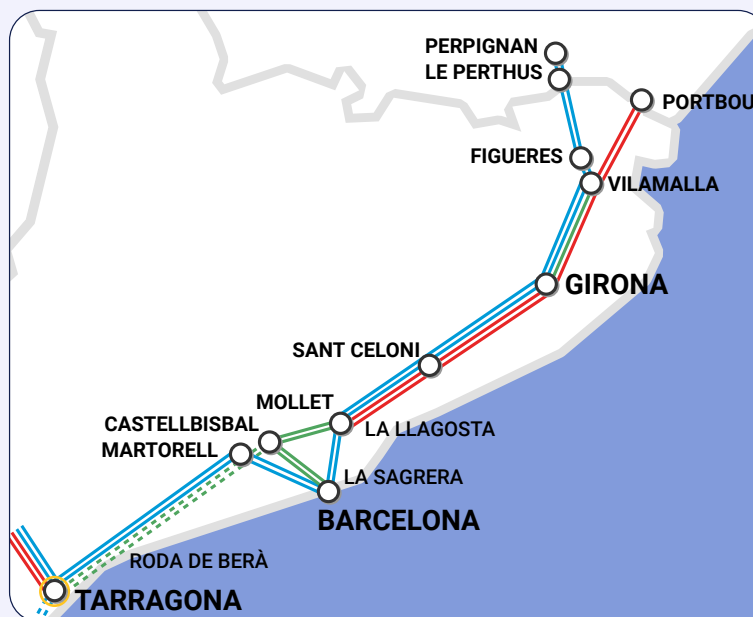 PERPIGNAN
LE PERTHUS
PORTBOU
FIGUERES
VILAMALLA
GIRONA
SANT CELONI
MOLLET
LA LLAGOSTA
CASTELLBISBAL
MARTORELL
LA SAGRERA
BARCELONA
RODA DE BERÀ
TARRAGONA